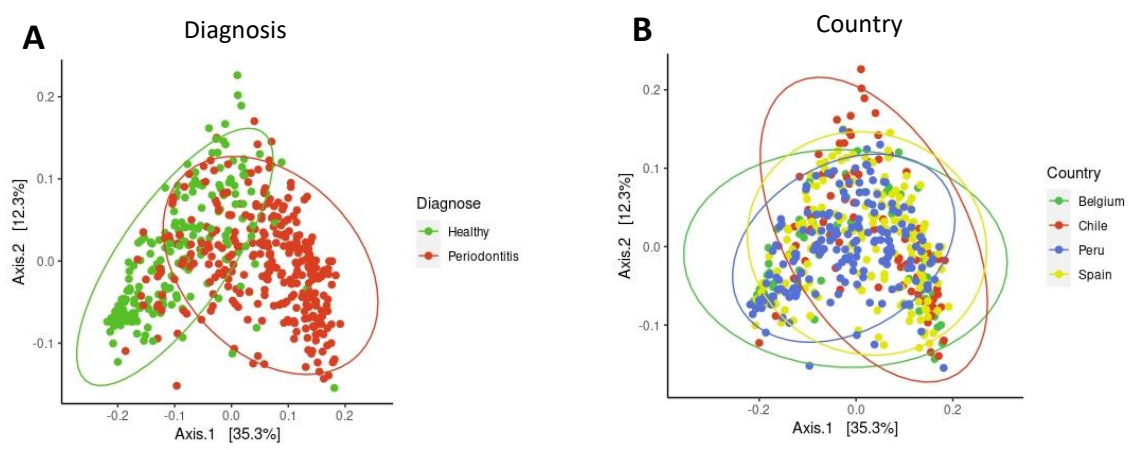 A
Diagnosis
0.2
0.1
0.0
-0.1
Axis.2 [12.3%]
-0.2
-0.1
0.0
0.1
0.2
Axis.1 [35.3%]
Diagnose
Healthy
Periodontitis
B
Country
0.2
0.1
0.0
-0.1
Axis.2 [12.3%]
-0.2
0.0
0.2
Axis.1 [35.3%]
Country
Belgium
Chile
Peru
Spain